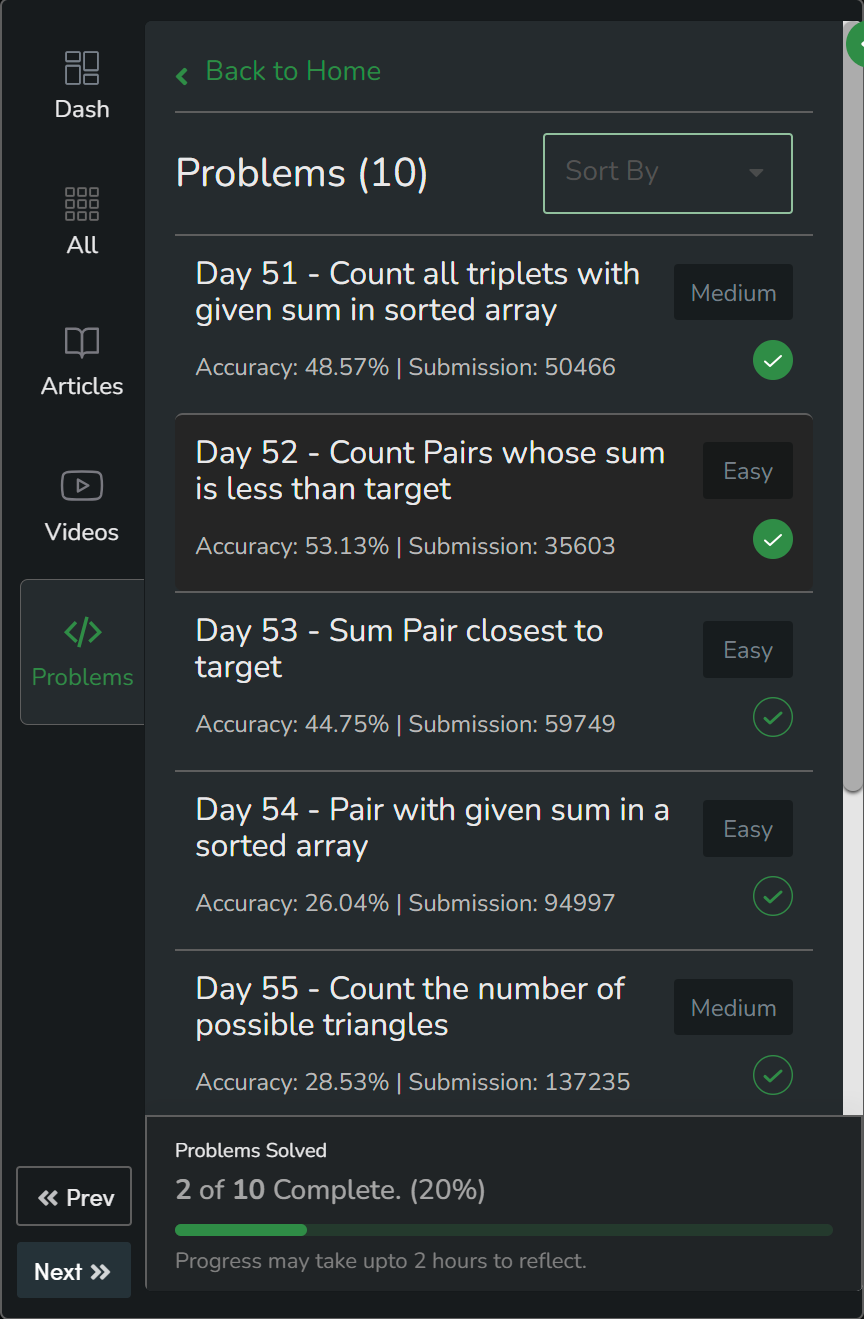 Dash
All
Articles
Videos
Problems
Prev
Next
Back to Home
Problems (10)
Sort By
Day 51 - Count all triplets with
given sum in sorted array
Medium
Accuracy: 48.57% | Submission: 50466
Day 52 - Count Pairs whose sum
is less than target
Easy
Accuracy: 53.13% | Submission: 35603
Day 53 - Sum Pair closest to
target
Easy
Accuracy: 44.75% | Submission: 59749
Day 54 - Pair with given sum in a
sorted array
Easy
Accuracy: 26.04% | Submission: 94997
Day 55 - Count the number of
possible triangles
Medium
Accuracy: 28.53% | Submission: 137235
Problems Solved
2 of 10 Complete. (20%)
Progress may take upto 2 hours to reflect.